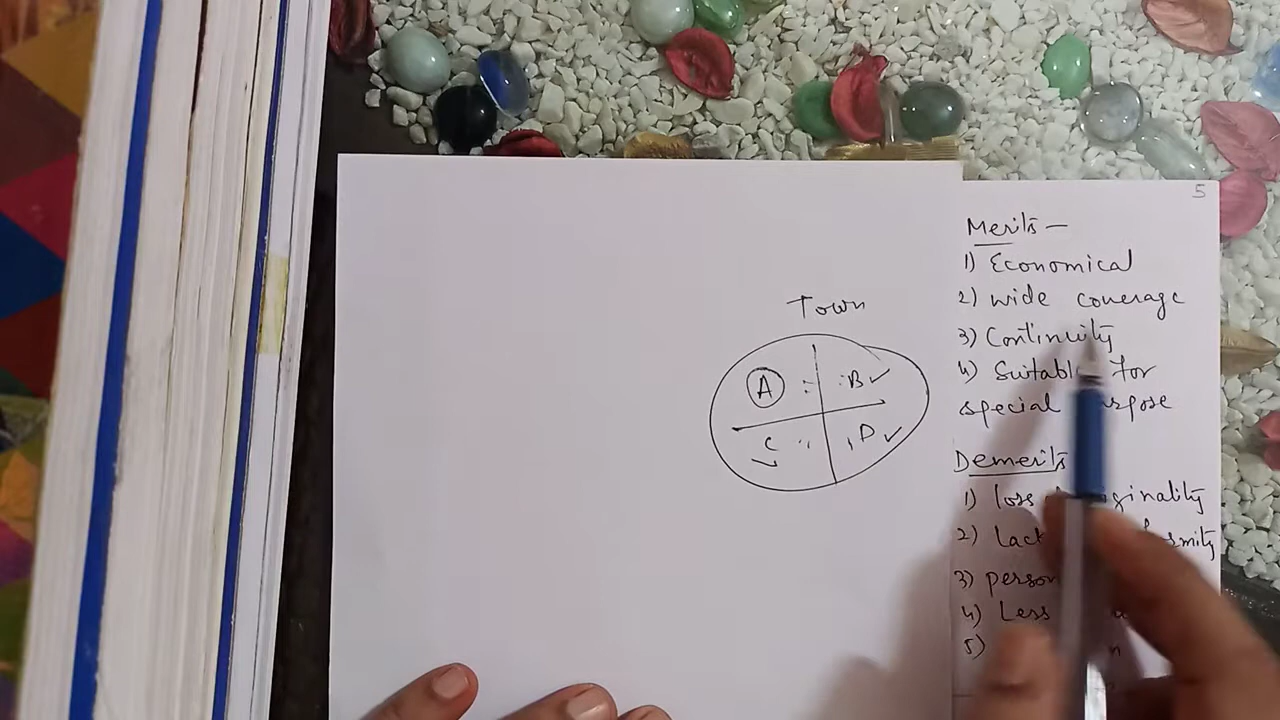 5
Merits -
1) Economical
2) wide coverage
3) Continuity
4) Suitable for
special purpose
Demerits
1) loss
2) Lack
3)
4) Less
5)
Town
A B
C D